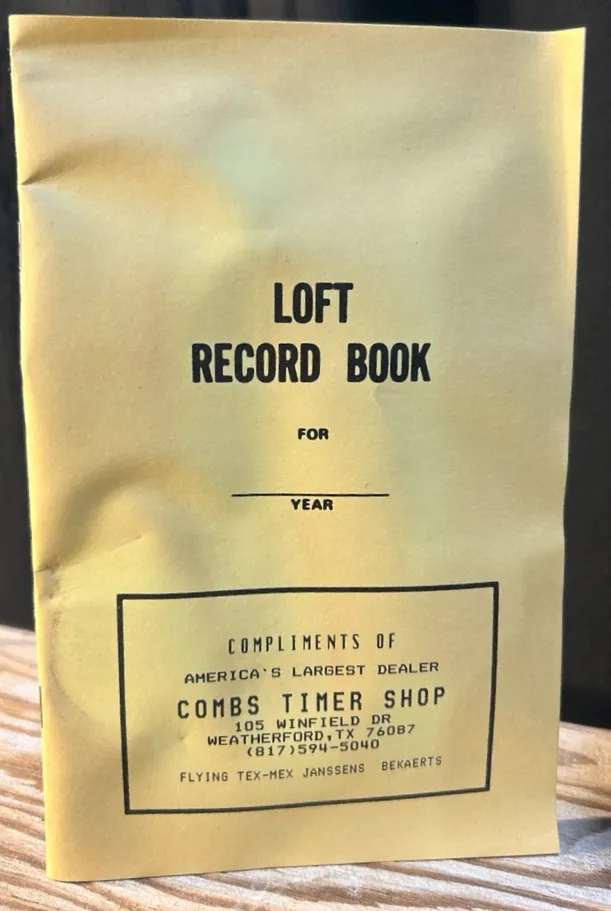 LOFT
RECORD BOOK
FOR
YEAR
COMPLIMENTS OF
AMERICA'S LARGEST DEALER
COMBS TIMER SHOP
105 WINFIELD DR
WEATHERFORD,TX 76087
(817)594-5040
FLYING TEX-MEX JANSSENS BEKAERTS